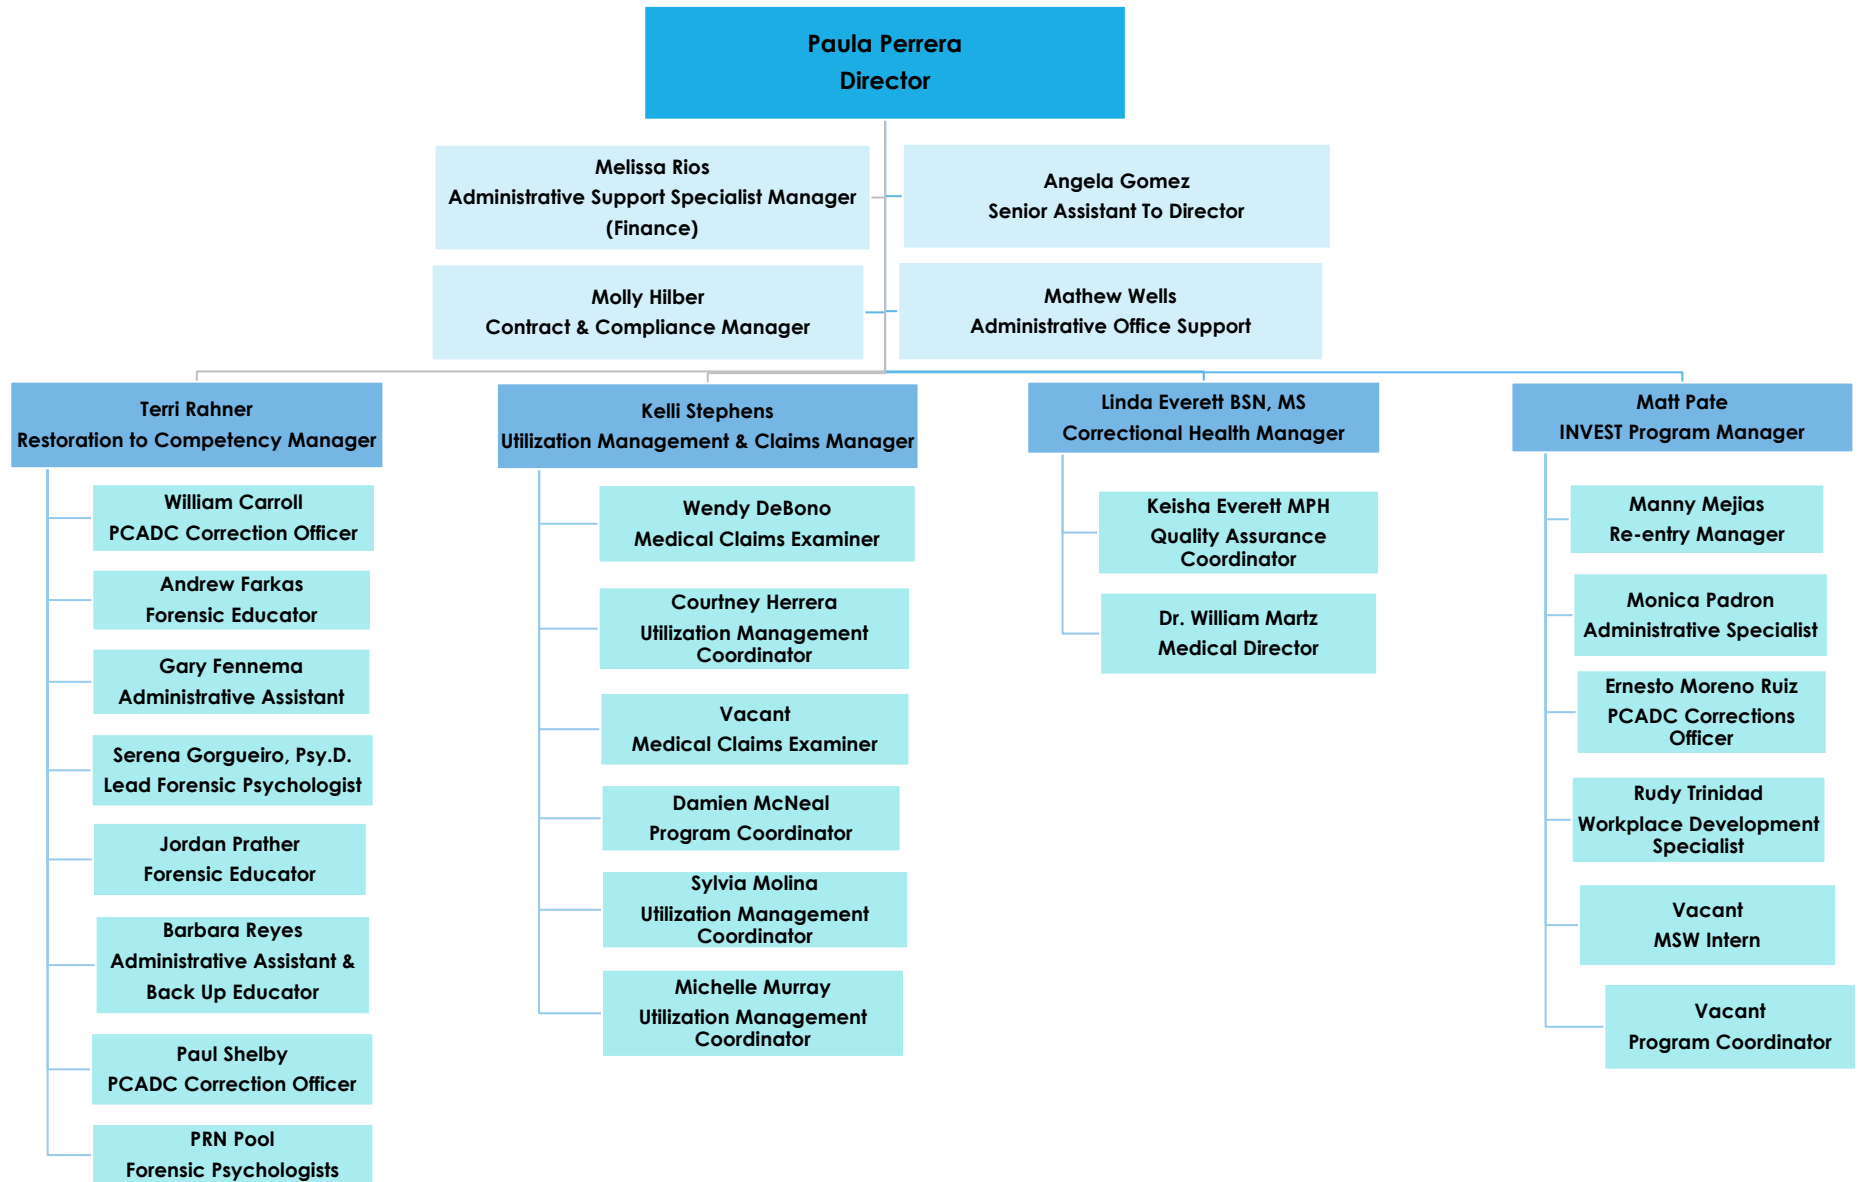 Paula Perrera
Director
Melissa Rios
Administrative Support Specialist Manager
(Finance)
Angela Gomez
Senior Assistant To Director
Molly Hilber
Contract & Compliance Manager
Mathew Wells
Administrative Office Support
Terri Rahner
Restoration to Competency Manager
William Carroll
PCADC Correction Officer
Andrew Farkas
Forensic Educator
Gary Fennema
Administrative Assistant
Serena Gorgueiro, Psy.D.
Lead Forensic Psychologist
Jordan Prather
Forensic Educator
Barbara Reyes
Administrative Assistant &
Back Up Educator
Paul Shelby
PCADC Correction Officer
PRN Pool
Forensic Psychologists
Kelli Stephens
Utilization Management & Claims Manager
Wendy DeBono
Medical Claims Examiner
Courtney Herrera
Utilization Management
Coordinator
Vacant
Medical Claims Examiner
Damien McNeal
Program Coordinator
Sylvia Molina
Utilization Management
Coordinator
Michelle Murray
Utilization Management
Coordinator
Linda Everett BSN, MS
Correctional Health Manager
Keisha Everett MPH
Quality Assurance
Coordinator
Dr. William Martz
Medical Director
Matt Pate
INVEST Program Manager
Manny Mejias
Re-entry Manager
Monica Padron
Administrative Specialist
Ernesto Moreno Ruiz
PCADC Corrections
Officer
Rudy Trinidad
Workplace Development
Specialist
Vacant
MSW Intern
Vacant
Program Coordinator